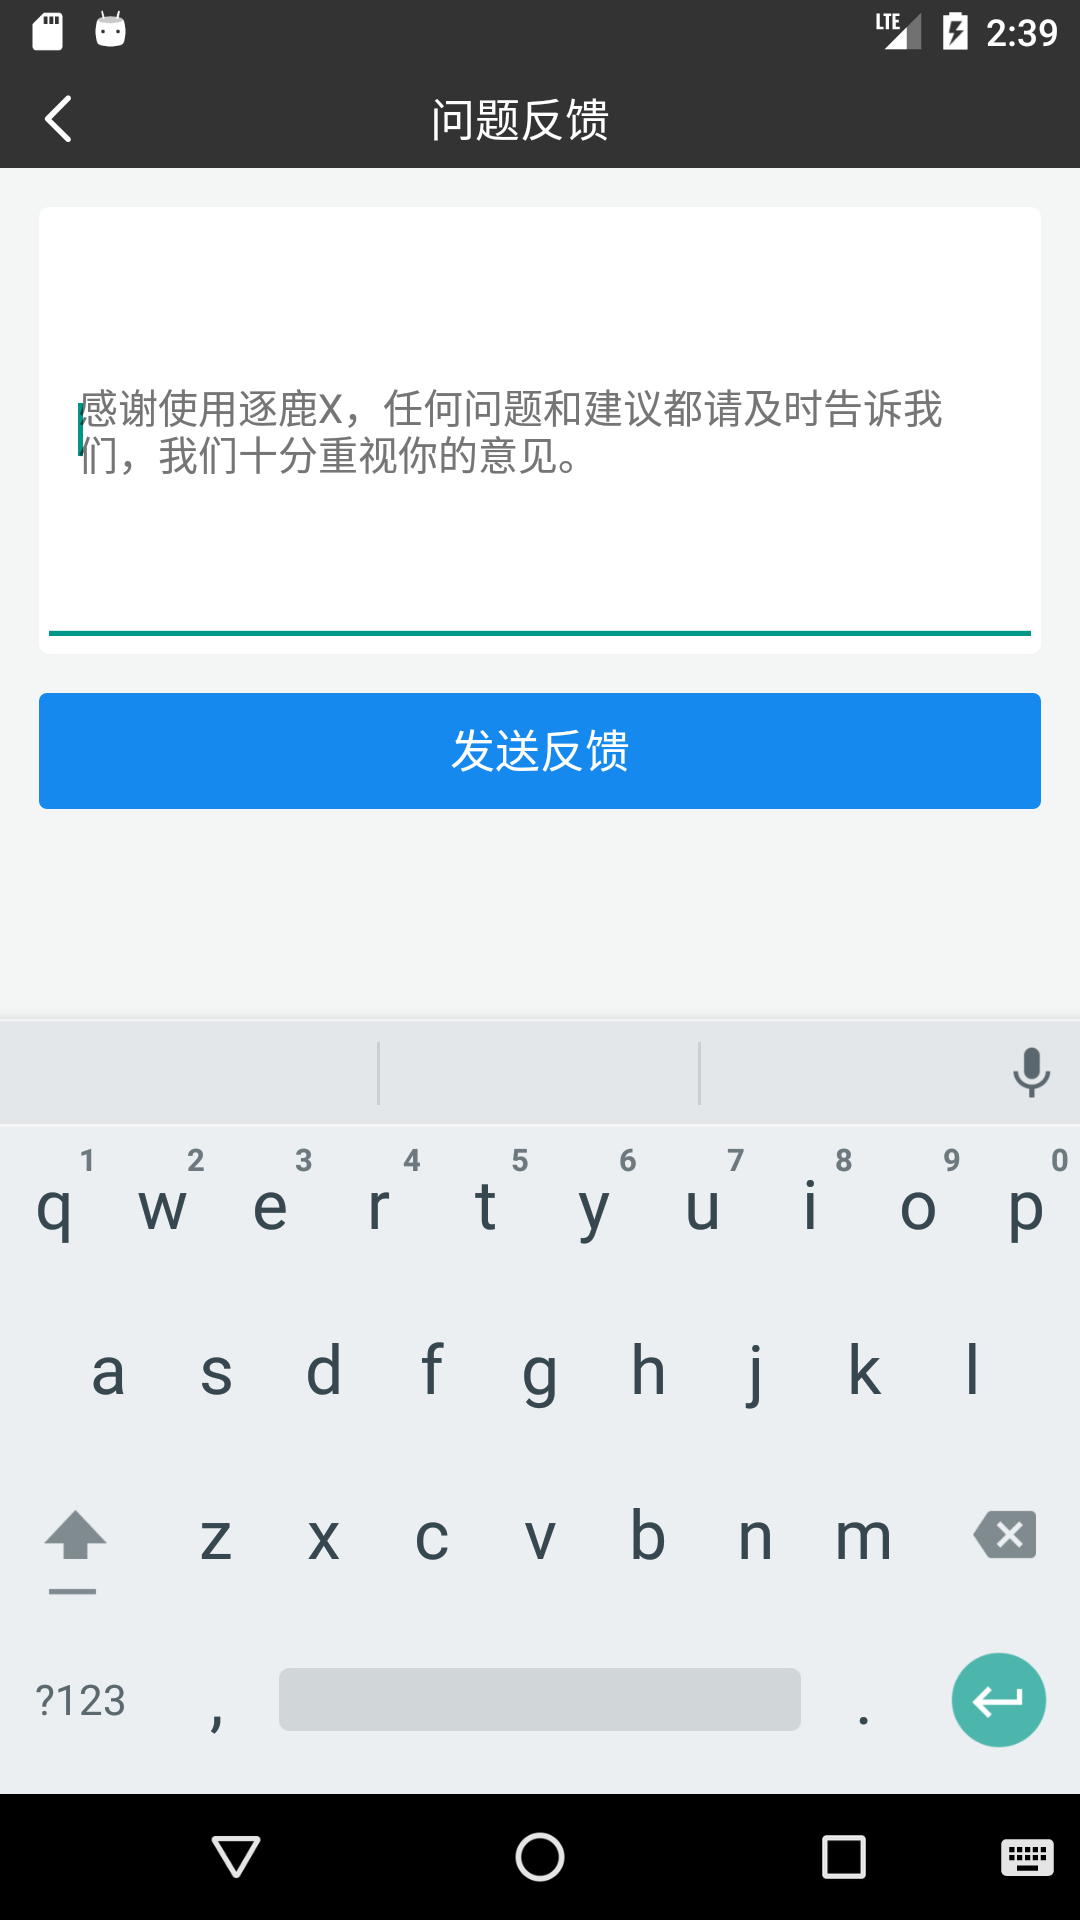 LTE 2:39
问题反馈
感谢使用逐鹿X，任何问题和建议都请及时告诉我
们，我们十分重视你的意见。
发送反馈
1 2 3 4 5 6 7 8 9 0
q w e r t y u i o p
a s d f g h j k l
z x c v b n m
?123 , .